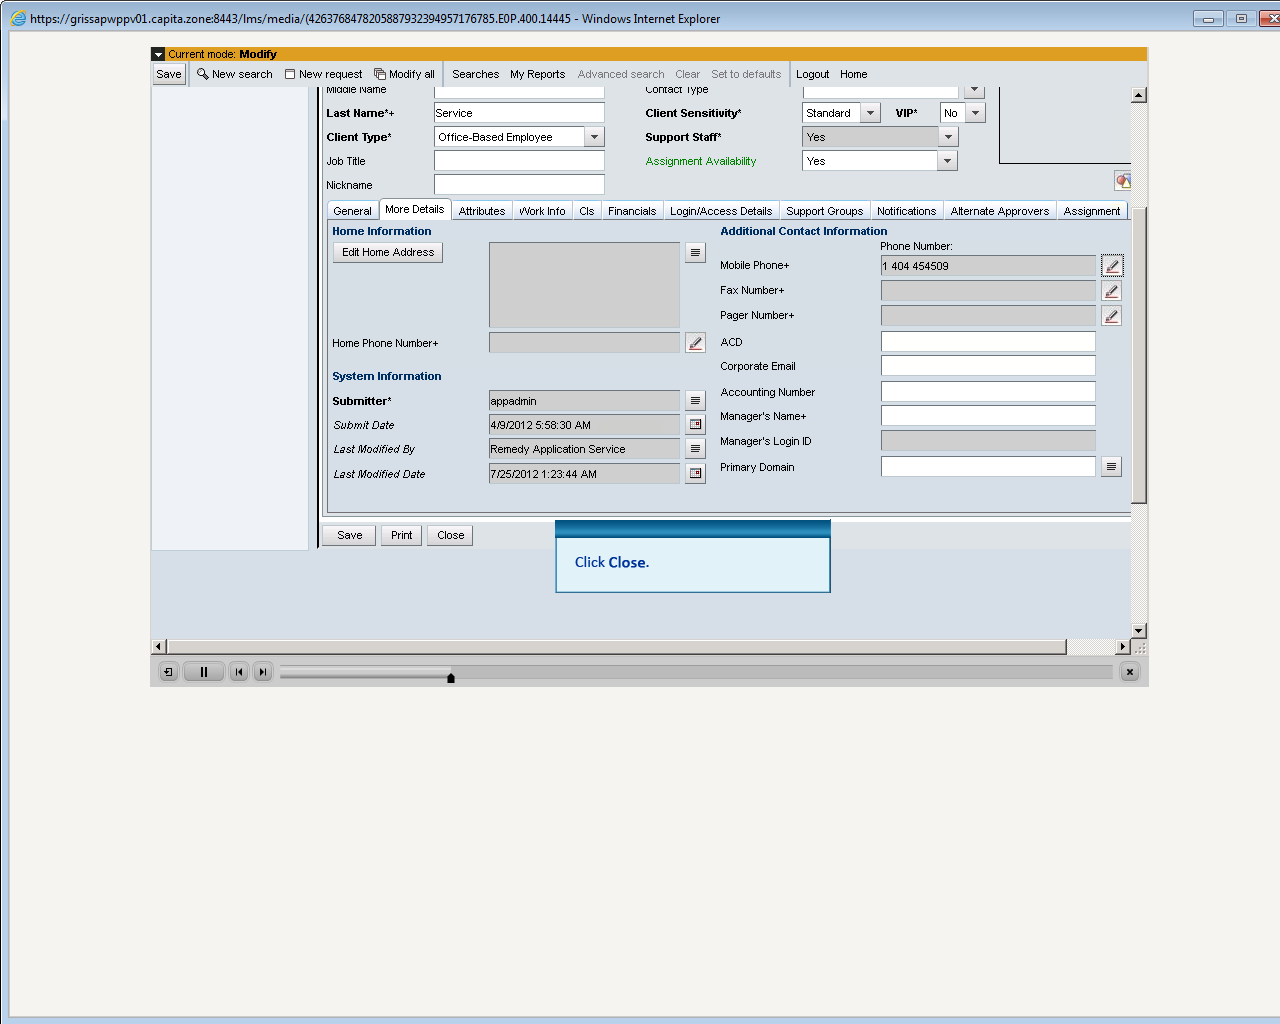 https://grissapwppv01.capita.zone:8443/lms/media/(4263768478205887932394957176785.E0P.400.14445 - Windows Internet Explorer
Current mode: Modify
Save New search New request Modify all Searches My Reports Advanced search Clear Set to defaults Logout Home
Middle Name Contact Type
Last Name*+ Service Client Sensitivity* Standard VIP* No
Client Type* Office-Based Employee Support Staff* Yes
Job Title Assignment Availability Yes
Nickname
General More Details Attributes Work Info CIs Financials Login/Access Details Support Groups Notifications Alternate Approvers Assignment
Home Information Additional Contact Information
Phone Number:
Edit Home Address
Mobile Phone+ 1 404 454509
Fax Number+
Pager Number+
Home Phone Number+ ACD
Corporate Email
System Information
Accounting Number
Submitter* appadmin
Manager's Name+
Submit Date 4/9/2012 5:58:30 AM
Manager's Login ID
Last Modified By Remedy Application Service
Primary Domain
Last Modified Date 7/25/2012 1:23:44 AM
Save Print Close
Click Close.